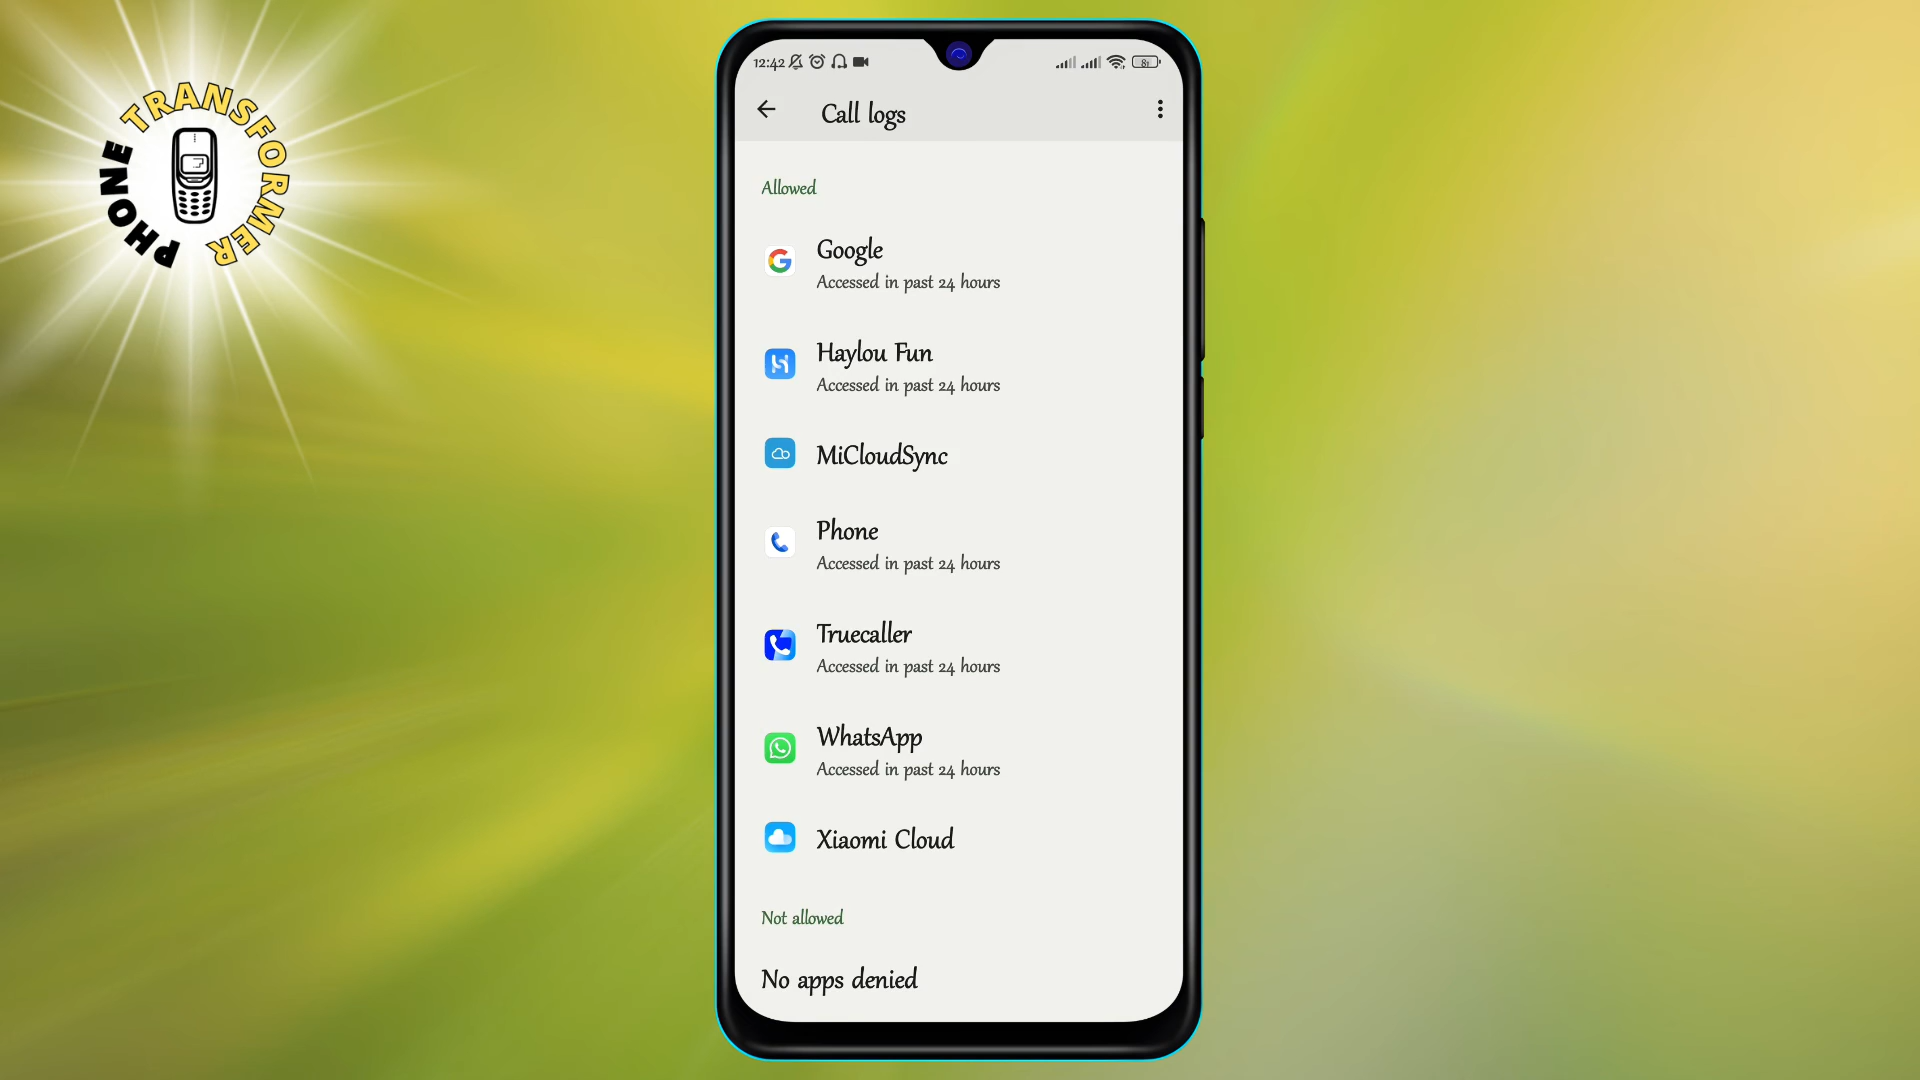 PHONE TRANSFORMER
12:42
81
Call logs
Allowed
Google
Accessed in past 24 hours
Haylou Fun
Accessed in past 24 hours
MiCloudSync
Phone
Accessed in past 24 hours
Truecaller
Accessed in past 24 hours
WhatsApp
Accessed in past 24 hours
Xiaomi Cloud
Not allowed
No apps denied